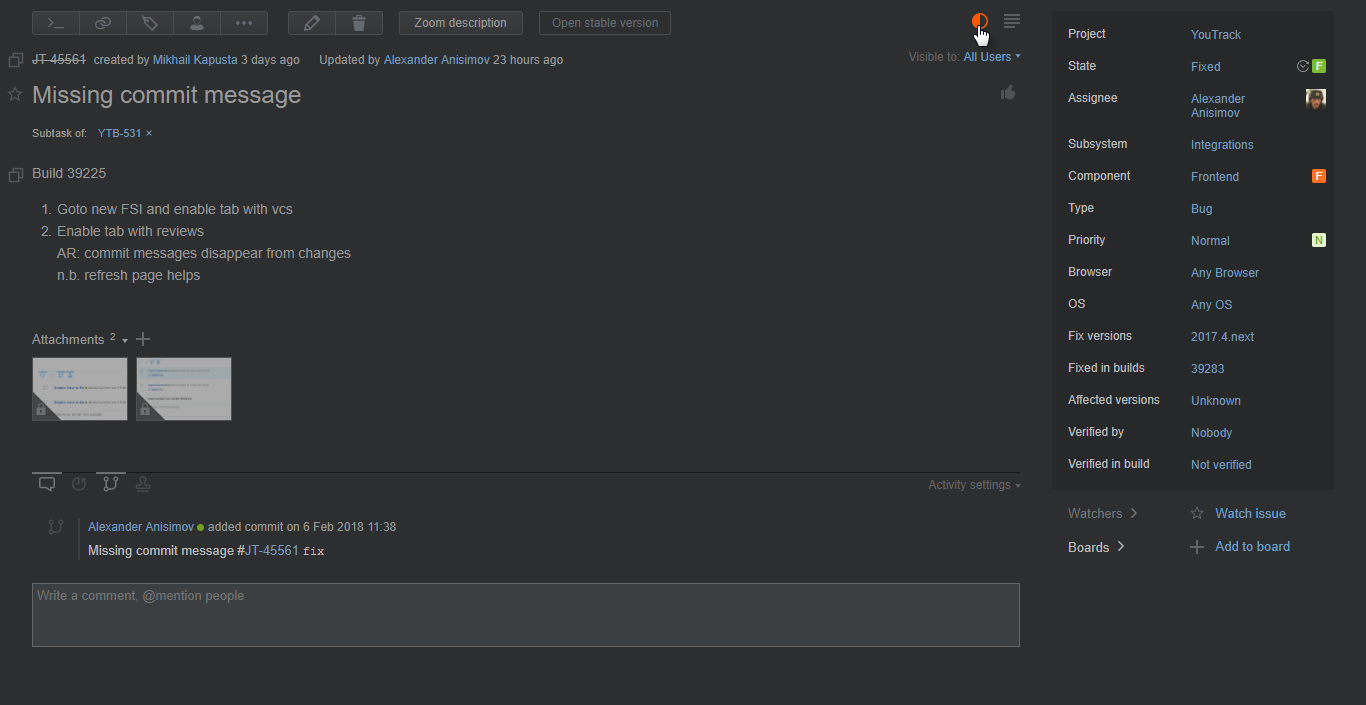 Zoom description
Open stable version
JT-45561 created by Mikhail Kapusta 3 days ago Updated by Alexander Anisimov 23 hours ago
Visible to: All Users
Missing commit message
Subtask of: YTB-531 ×
Build 39225
1. Goto new FSI and enable tab with vcs
2. Enable tab with reviews
AR: commit messages disappear from changes
n.b. refresh page helps
Attachments 2
Activity settings
Alexander Anisimov added commit on 6 Feb 2018 11:38
Missing commit message #JT-45561 fix
Write a comment, @mention people
Project YouTrack
State Fixed F
Assignee Alexander
Anisimov
Subsystem Integrations
Component Frontend F
Type Bug
Priority Normal N
Browser Any Browser
OS Any OS
Fix versions 2017.4.next
Fixed in builds 39283
Affected versions Unknown
Verified by Nobody
Verified in build Not verified
Watchers Watch issue
Boards Add to board